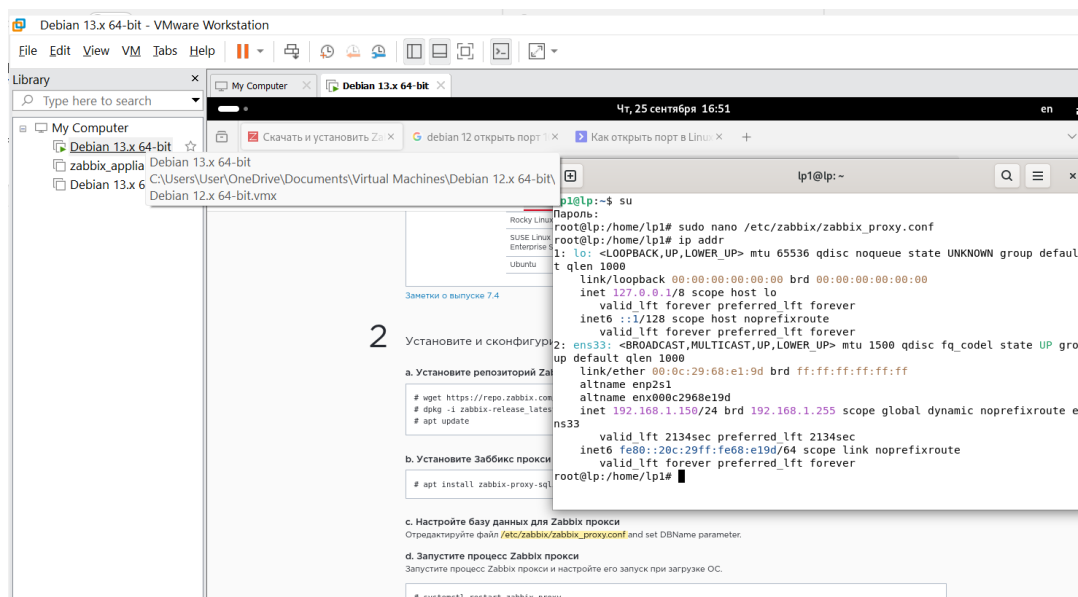 Debian 13.x 64-bit - VMware Workstation
File Edit View VM Tabs Help
Library
Type here to search
My Computer
Debian 13.x 64-bit
zabbix_applia
Debian 13.x 6
Debian 13.x 64-bit
C:\Users\User\OneDrive\Documents\Virtual Machines\Debian 12.x 64-bit\
Debian 12.x 64-bit.vmx
My Computer
Debian 13.x 64-bit
Чт, 25 сентября 16:51
en
Скачать и установить Za
debian 12 открыть порт 1
Как открыть порт в Linux
Rocky Linux
SUSE Linux
Enterprise S
Ubuntu
Заметки о выпуске 7.4
2
Установите и сконфигури
a. Установите репозиторий Zab
# wget https://repo.zabbix.com
# dpkg -i zabbix-release_lates
# apt update
b. Установите Заббикс прокси
# apt install zabbix-proxy-sql
c. Настройте базу данных для Zabbix прокси
Отредактируйте файл /etc/zabbix/zabbix_proxy.conf and set DBName parameter.
d. Запустите процесс Zabbix прокси
Запустите процесс Zabbix прокси и настройте его запуск при загрузке ОС.
# systemctl restart zabbix-proxy
lp1@lp: ~
lp1@lp:~$ su
Пароль:
root@lp:/home/lp1# sudo nano /etc/zabbix/zabbix_proxy.conf
root@lp:/home/lp1# ip addr
1: lo: <LOOPBACK,UP,LOWER_UP> mtu 65536 qdisc noqueue state UNKNOWN group defaul
t qlen 1000
link/loopback 00:00:00:00:00:00 brd 00:00:00:00:00:00
inet 127.0.0.1/8 scope host lo
valid_lft forever preferred_lft forever
inet6 ::1/128 scope host noprefixroute
valid_lft forever preferred_lft forever
2: ens33: <BROADCAST,MULTICAST,UP,LOWER_UP> mtu 1500 qdisc fq_codel state UP gro
up default qlen 1000
link/ether 00:0c:29:68:e1:9d brd ff:ff:ff:ff:ff:ff
altname enp2s1
altname enx000c2968e19d
inet 192.168.1.150/24 brd 192.168.1.255 scope global dynamic noprefixroute e
ns33
valid_lft 2134sec preferred_lft 2134sec
inet6 fe80::20c:29ff:fe68:e19d/64 scope link noprefixroute
valid_lft forever preferred_lft forever
root@lp:/home/lp1#